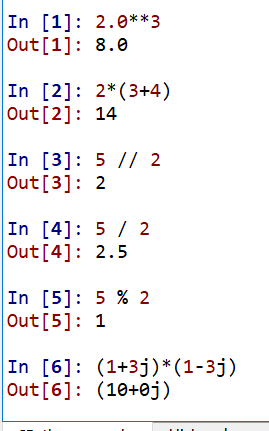 In [1]: 2.0**3
Out[1]: 8.0
In [2]: 2*(3+4)
Out[2]: 14
In [3]: 5 // 2
Out[3]: 2
In [4]: 5 / 2
Out[4]: 2.5
In [5]: 5 % 2
Out[5]: 1
In [6]: (1+3j)*(1-3j)
Out[6]: (10+0j)